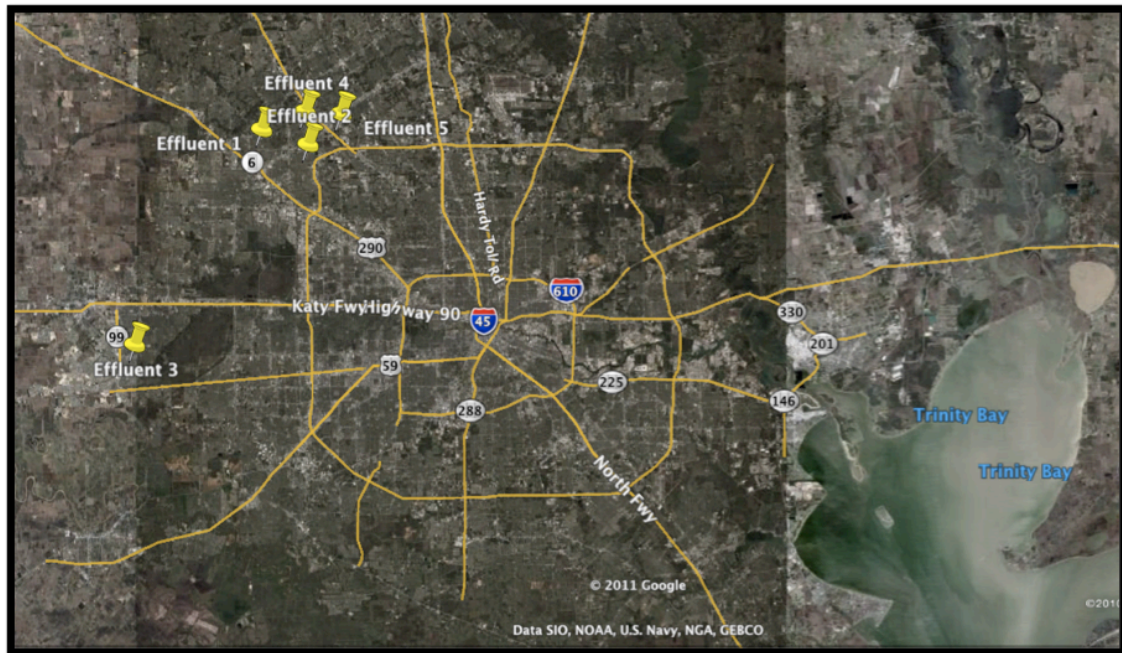 Effluent 4
Effluent 2
Effluent 5
Effluent 1
6
Hardy Toll Rd
290
610
Katy Fwy
Highway 90
45
330
99
201
Effluent 3
59
225
288
146
Trinity Bay
Trinity Bay
North Fwy
© 2011 Google
©2010
Data SIO, NOAA, U.S. Navy, NGA, GEBCO